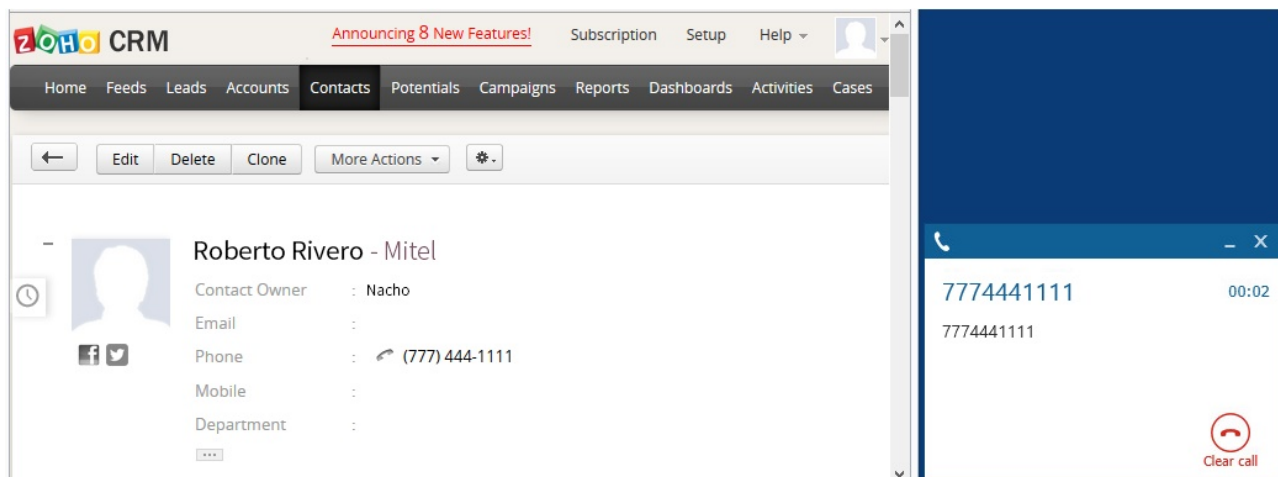 ZOHO CRM Announcing 8 New Features! Subscription Setup Help
Home Feeds Leads Accounts Contacts Potentials Campaigns Reports Dashboards Activities Cases
Edit Delete Clone More Actions
Roberto Rivero - Mitel
Contact Owner : Nacho
Email :
Phone : (777) 444-1111
Mobile :
Department :
...
7774441111 00:02
7774441111
Clear call